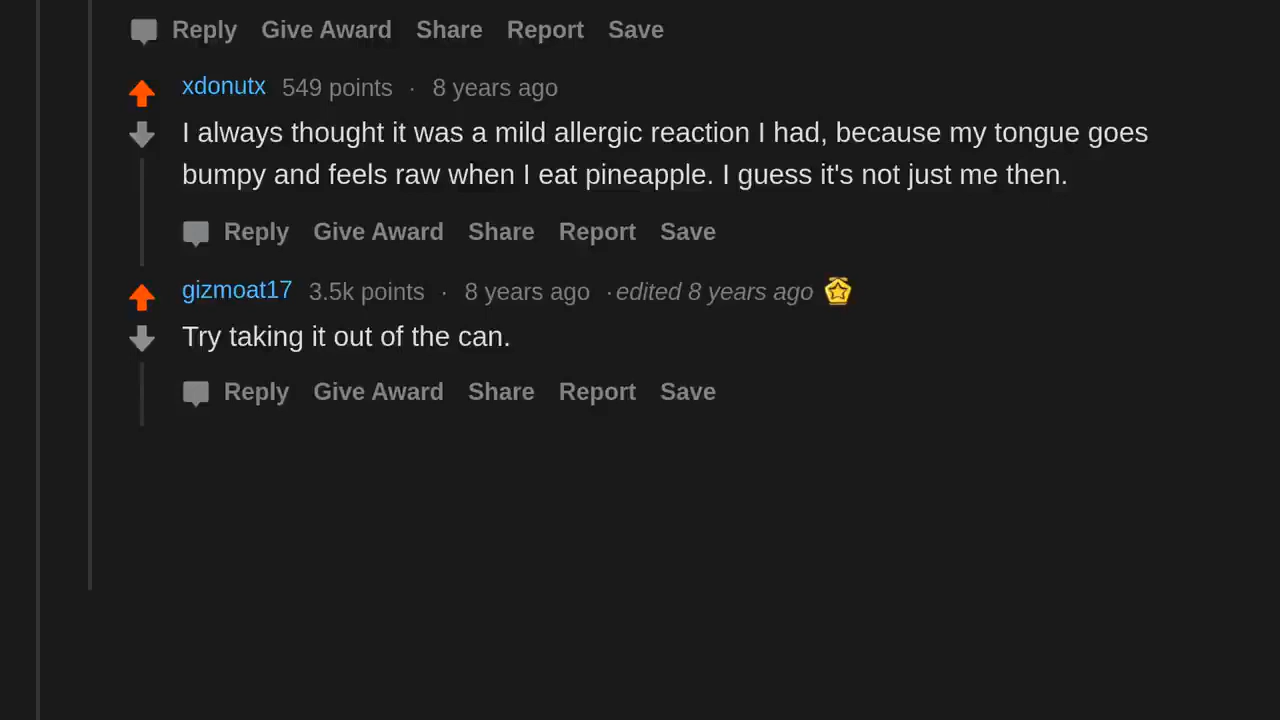 Reply Give Award Share Report Save
xdonutx 549 points · 8 years ago
I always thought it was a mild allergic reaction I had, because my tongue goes
bumpy and feels raw when I eat pineapple. I guess it's not just me then.
Reply Give Award Share Report Save
gizmoat17 3.5k points · 8 years ago · edited 8 years ago
Try taking it out of the can.
Reply Give Award Share Report Save